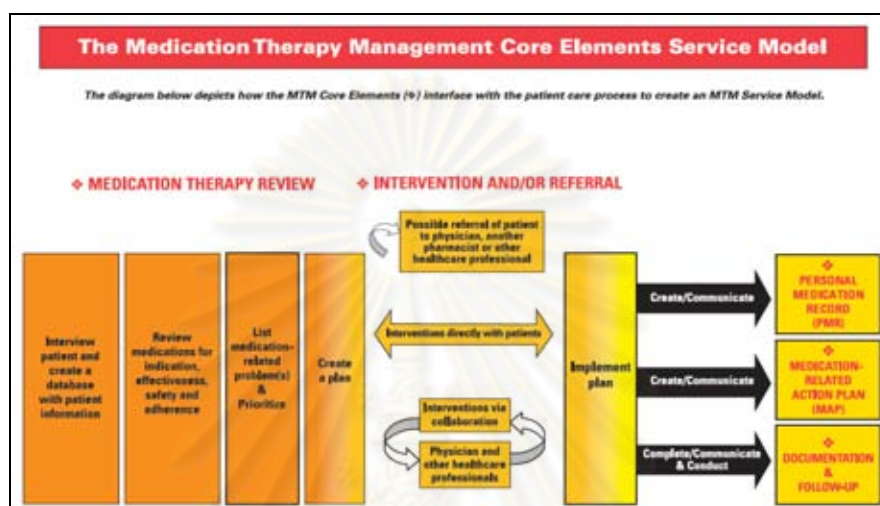 The Medication Therapy Management Core Elements Service Model
The diagram below depicts how the MTM Core Elements (❖) interface with the patient care process to create an MTM Service Model.
❖ MEDICATION THERAPY REVIEW
❖ INTERVENTION AND/OR REFERRAL
Interview
patient and
create a
database
with patient
information
Review
medications for
indication,
effectiveness,
safety and
adherence
List
medication-
related
problem(s)
&
Prioritize
Create
a plan
Possible referral of patient
to physician, another
pharmacist or other
healthcare professional
Interventions directly with patients
Interventions via
collaboration
Physician and
other healthcare
professionals
Implement
plan
Create/Communicate
Create/Communicate
Complete/Communicate
& Conduct
❖
PERSONAL
MEDICATION
RECORD
(PMR)
❖
MEDICATION-
RELATED
ACTION PLAN
(MAP)
❖
DOCUMENTATION
&
FOLLOW-UP